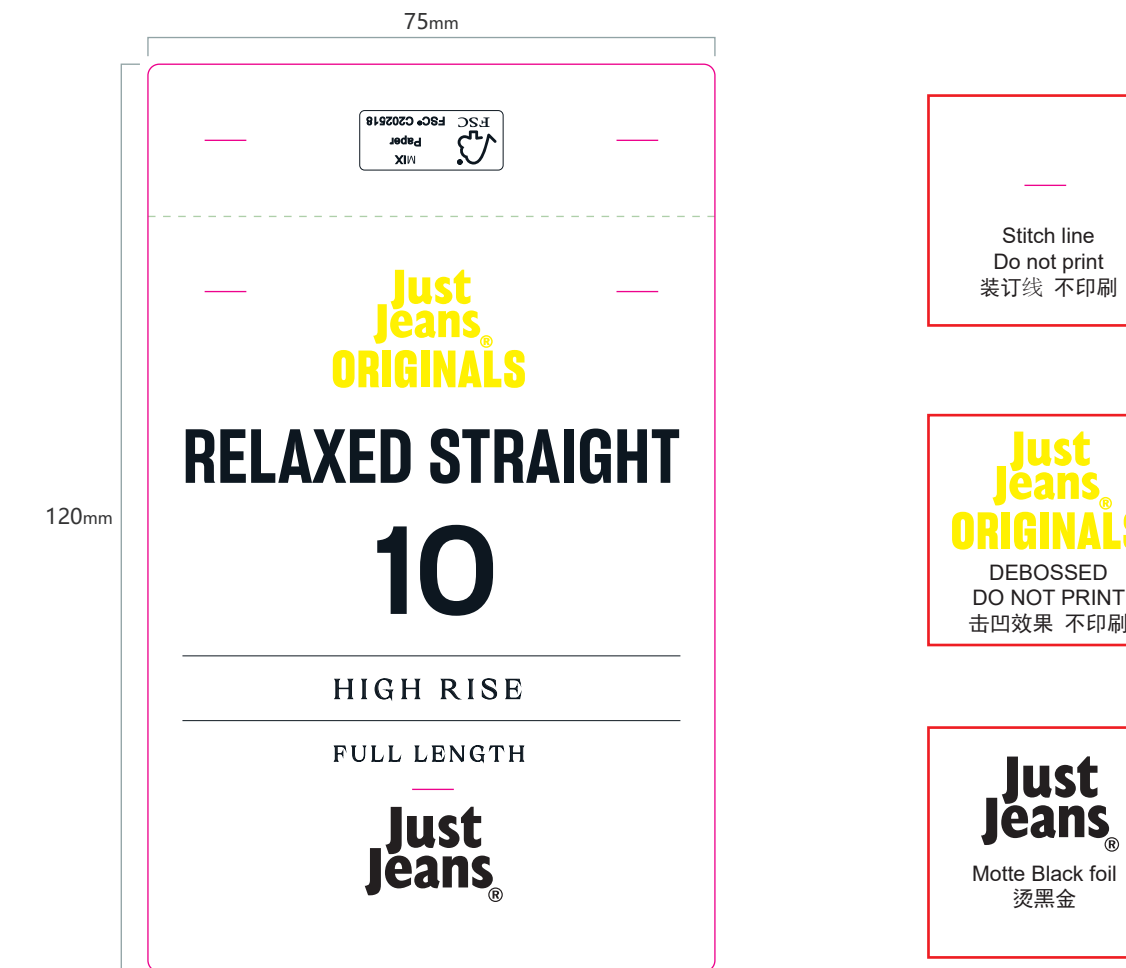 75mm
120mm
FSC
MIX
Paper
FSC® C202518
Just
Jeans®
ORIGINALS
RELAXED STRAIGHT
10
HIGH RISE
FULL LENGTH
Just
Jeans®
Stitch line
Do not print
装订线 不印刷
Just
Jeans®
ORIGINALS
DEBOSSED
DO NOT PRINT
击凹效果 不印刷
Just
Jeans®
Motte Black foil
烫黑金